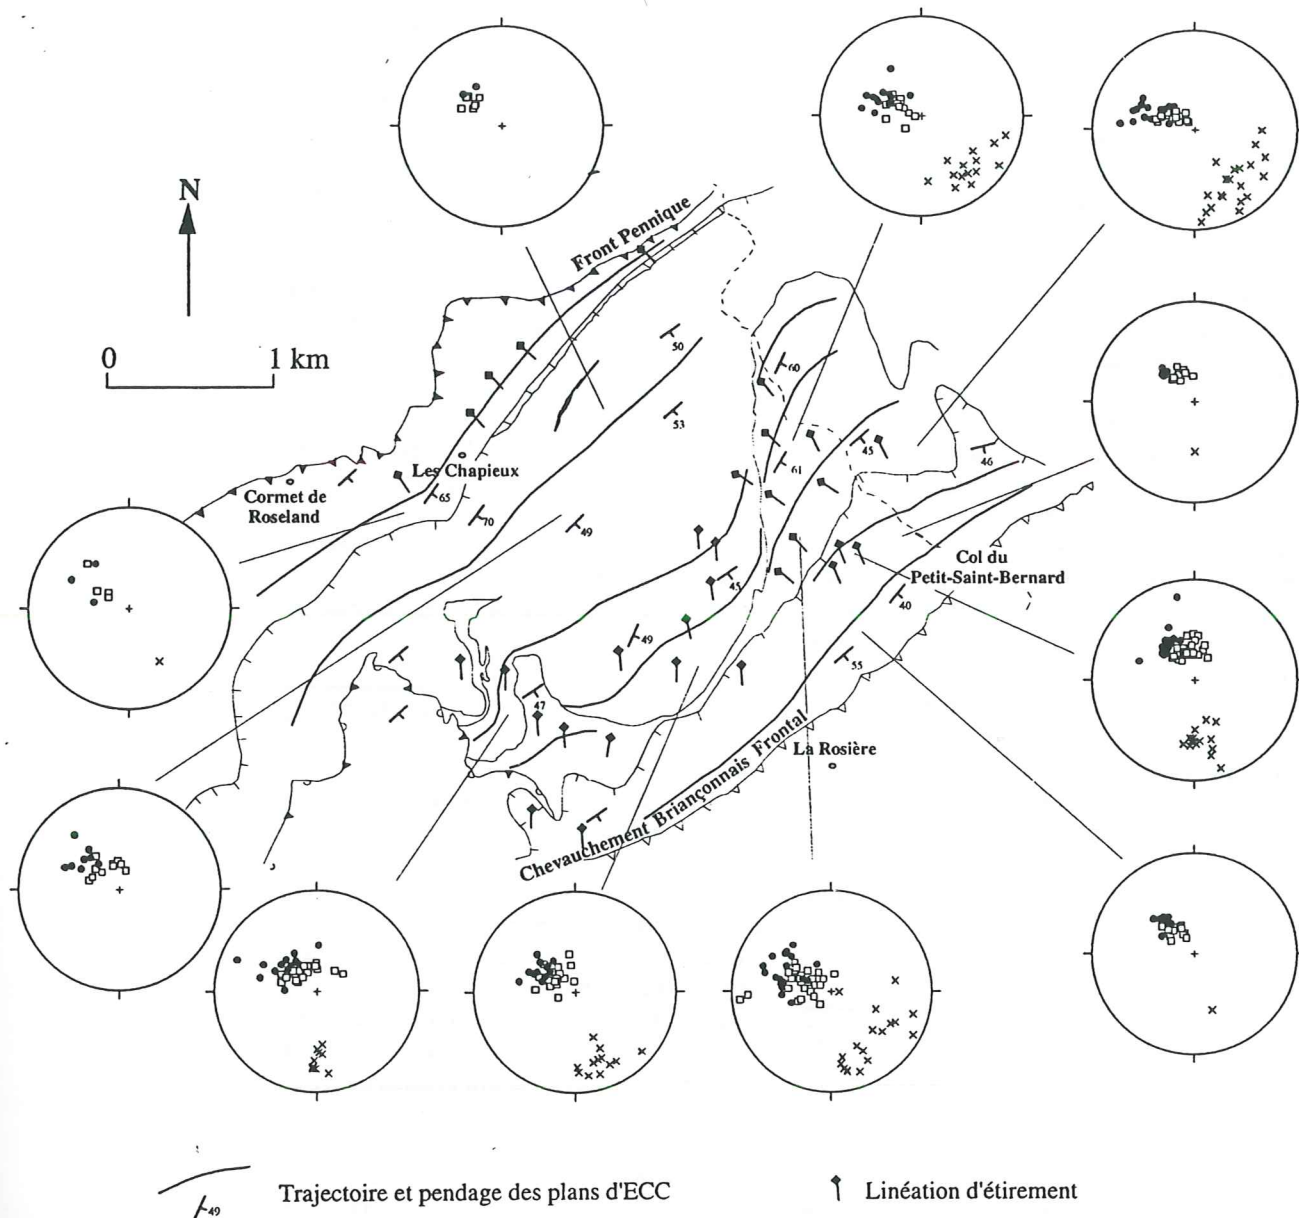 N
0 1 km
Front Pennique
50
60
53
45
46
Les Chapieux
61
Cormet de
Roseland
65
70
49
Col du
Petit-Saint-Bernard
45
40
49
55
47
La Rosière
Chevauchement Briançonnais Frontal
49
Trajectoire et pendage des plans d'ECC
Linéation d'étirement